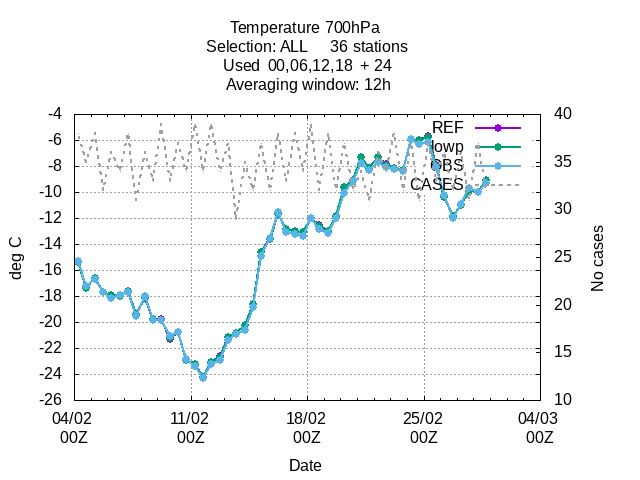 Temperature 700hPa
Selection: ALL 36 stations
Used 00,06,12,18 + 24
Averaging window: 12h
-4
-6
-8
-10
-12
-14
-16
-18
-20
-22
-24
-26
deg C
40
35
30
25
20
15
10
No cases
REF
lowp
OBS
CASES
04/02 11/02 18/02 25/02 04/03
00Z 00Z 00Z 00Z 00Z
Date